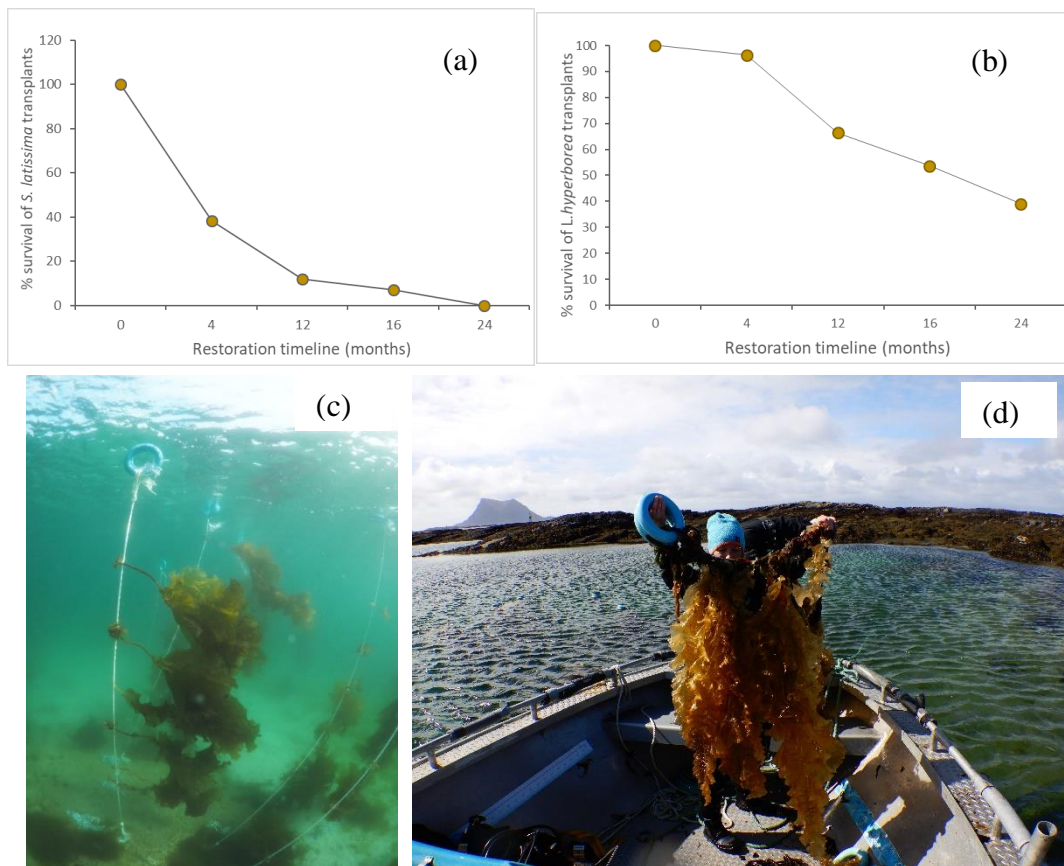 (a)
% survival of S. latissima transplants
120
100
80
60
40
20
0
0 4 12 16 24
Restoration timeline (months)
(b)
% survival of L.hyperborea transplants
100
90
80
70
60
50
40
30
20
10
0
0 4 12 16 24
Restoration timeline (months)
(c)
(d)